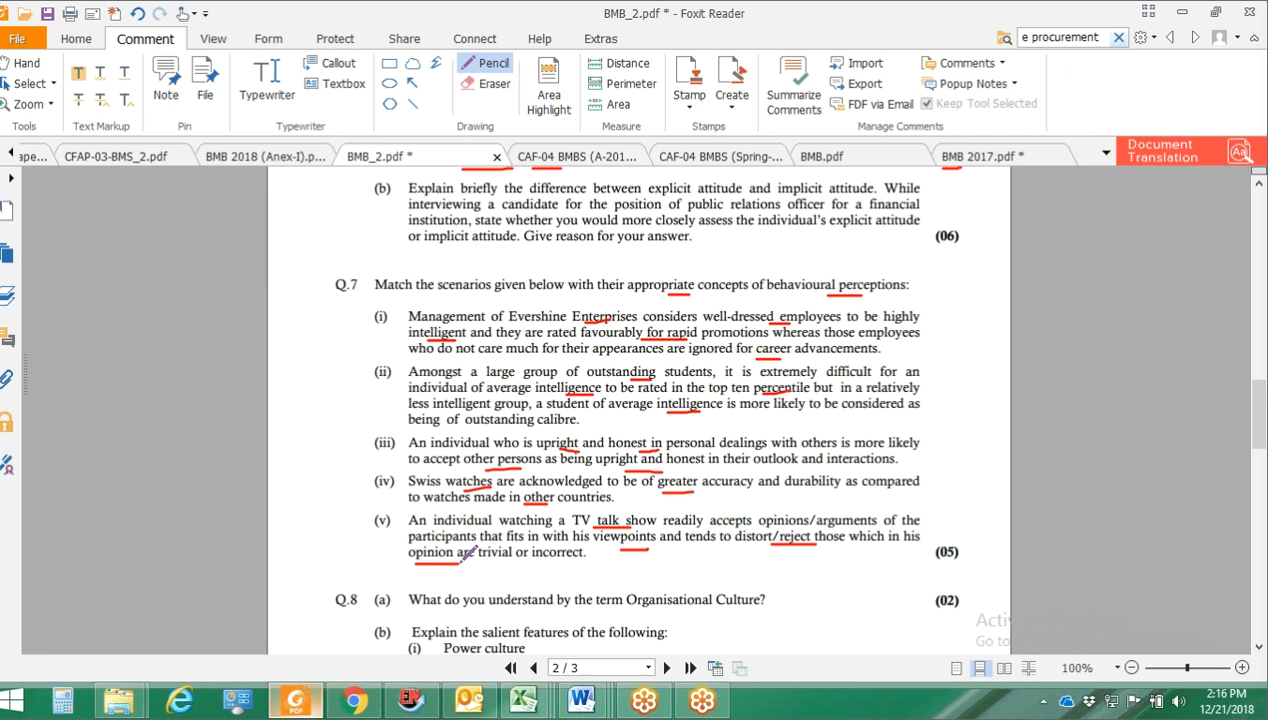 BMB_2.pdf * - Foxit Reader
File Home Comment View Form Protect Share Connect Help Extras e procurement
Hand T T T Callout Pencil Distance Import Comments
Select Note File Typewriter Textbox Eraser Area Highlight Perimeter Stamp Create Summarize Comments Export Popup Notes
Zoom T T T Area FDF via Email Keep Tool Selected
Tools Text Markup Pin Typewriter Drawing Measure Stamps Manage Comments
ape... CFAP-03-BMS_2.pdf BMB 2018 (Anex-I).p... BMB_2.pdf * CAF-04 BMBS (A-201... CAF-04 BMBS (Spring-... BMB.pdf BMB 2017.pdf * Document Translation
(b) Explain briefly the difference between explicit attitude and implicit attitude. While
interviewing a candidate for the position of public relations officer for a financial
institution, state whether you would more closely assess the individual's explicit attitude
or implicit attitude. Give reason for your answer. (06)
Q.7 Match the scenarios given below with their appropriate concepts of behavioural perceptions:
(i) Management of Evershine Enterprises considers well-dressed employees to be highly
intelligent and they are rated favourably for rapid promotions whereas those employees
who do not care much for their appearances are ignored for career advancements.
(ii) Amongst a large group of outstanding students, it is extremely difficult for an
individual of average intelligence to be rated in the top ten percentile but in a relatively
less intelligent group, a student of average intelligence is more likely to be considered as
being of outstanding calibre.
(iii) An individual who is upright and honest in personal dealings with others is more likely
to accept other persons as being upright and honest in their outlook and interactions.
(iv) Swiss watches are acknowledged to be of greater accuracy and durability as compared
to watches made in other countries.
(v) An individual watching a TV talk show readily accepts opinions/arguments of the
participants that fits in with his viewpoints and tends to distort/reject those which in his
opinion are trivial or incorrect. (05)
Q.8 (a) What do you understand by the term Organisational Culture? (02)
(b) Explain the salient features of the following:
(i) Power culture
2 / 3 100%
2:16 PM
12/21/2018